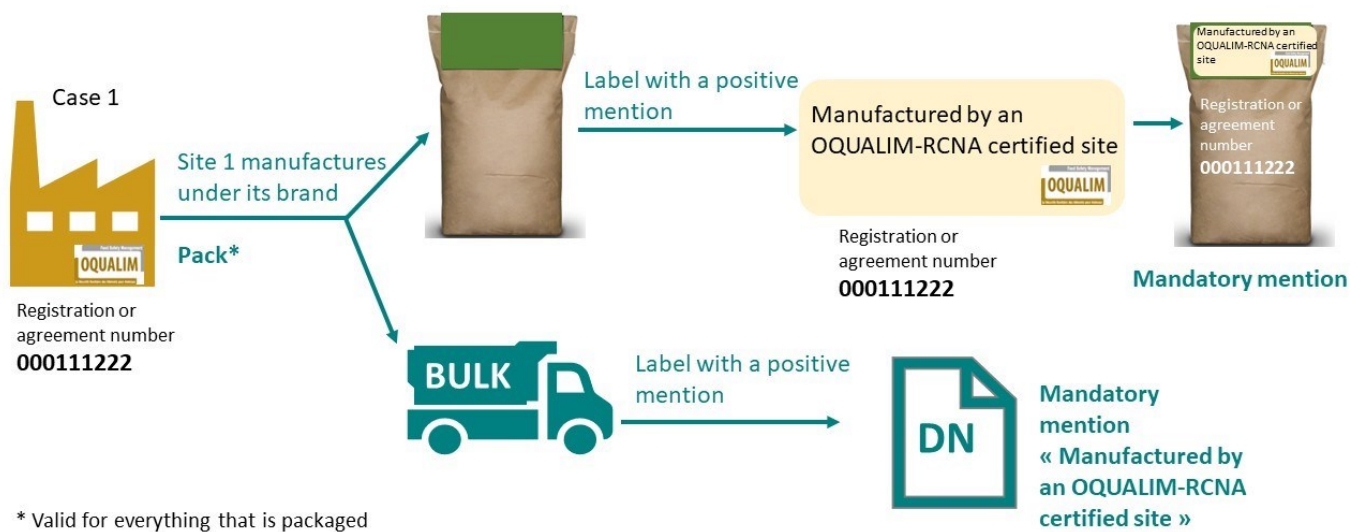 Case 1
Site 1 manufactures
under its brand
Pack*
OQUALIM
Registration or
agreement number
000111222
Label with a positive
mention
Manufactured by an
OQUALIM-RCNA certified site
OQUALIM
Registration or
agreement number
000111222
Manufactured by an
OQUALIM-RCNA certified
site
OQUALIM
Registration or
agreement
number
000111222
Mandatory mention
BULK
Label with a positive
mention
DN
Mandatory
mention
« Manufactured by
an OQUALIM-RCNA
certified site »
* Valid for everything that is packaged